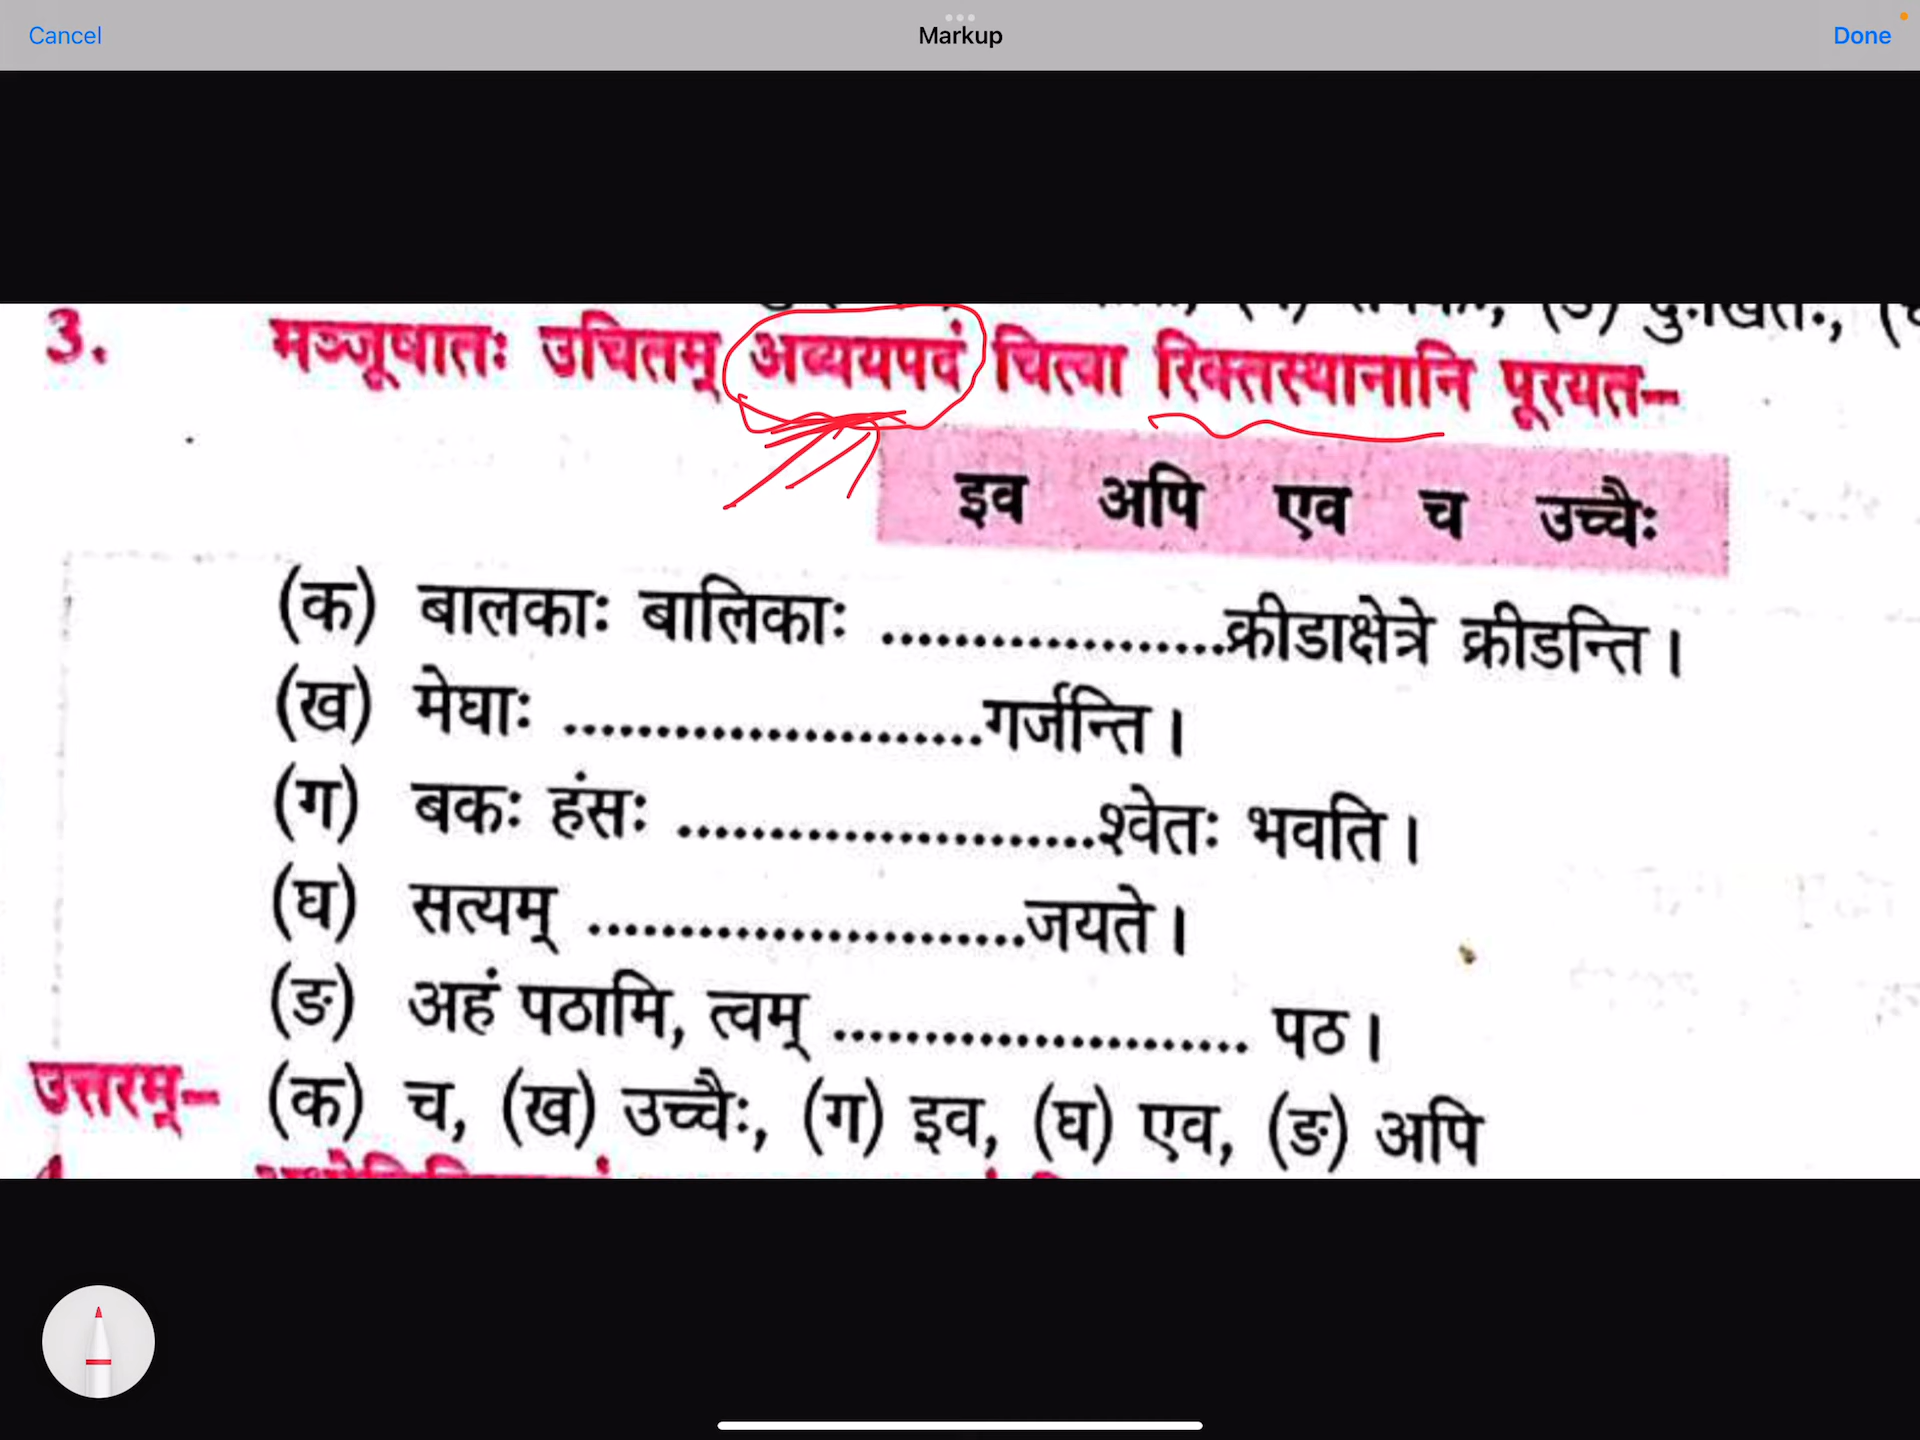 Cancel Markup Done
3. मञ्जूषातः उचितम् अव्ययपदं चित्वा रिक्तस्थानानि पूरयत–
इव अपि एव च उच्चैः
(क) बालकाः बालिकाः ......................क्रीडाक्षेत्रे क्रीडन्ति।
(ख) मेघाः ..........................गर्जन्ति।
(ग) बकः हंसः ..........................श्वेतः भवति।
(घ) सत्यम् ...........................जयते।
(ङ) अहं पठामि, त्वम् .......................... पठ।
उत्तरम्– (क) च, (ख) उच्चैः, (ग) इव, (घ) एव, (ङ) अपि